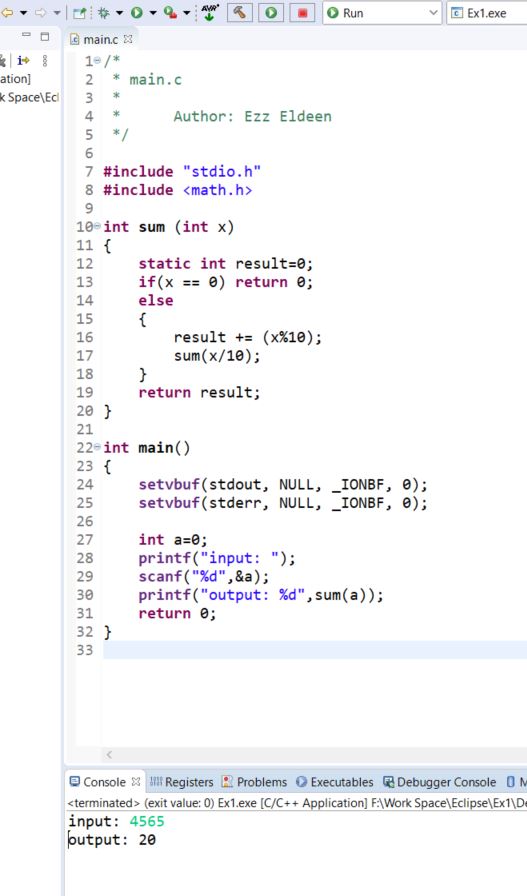 AVR
Run
Ex1.exe
ation]
k Space\Ecl
main.c
1 /*
2 * main.c
3 *
4 * Author: Ezz Eldeen
5 */
6
7 #include "stdio.h"
8 #include <math.h>
9
10 int sum (int x)
11 {
12 static int result=0;
13 if(x == 0) return 0;
14 else
15 {
16 result += (x%10);
17 sum(x/10);
18 }
19 return result;
20 }
21
22 int main()
23 {
24 setvbuf(stdout, NULL, _IONBF, 0);
25 setvbuf(stderr, NULL, _IONBF, 0);
26
27 int a=0;
28 printf("input: ");
29 scanf("%d",&a);
30 printf("output: %d",sum(a));
31 return 0;
32 }
33
Console Registers Problems Executables Debugger Console M
<terminated> (exit value: 0) Ex1.exe [C/C++ Application] F:\Work Space\Eclipse\Ex1\De
input: 4565
output: 20